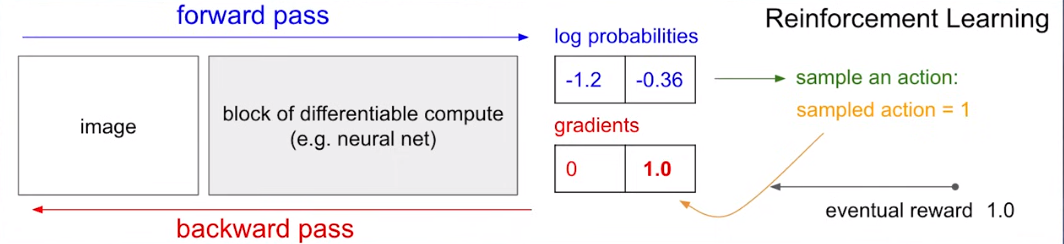 forward pass
Reinforcement Learning
log probabilities
-1.2 -0.36
sample an action:
sampled action = 1
image
block of differentiable compute
(e.g. neural net)
gradients
0 1.0
eventual reward 1.0
backward pass